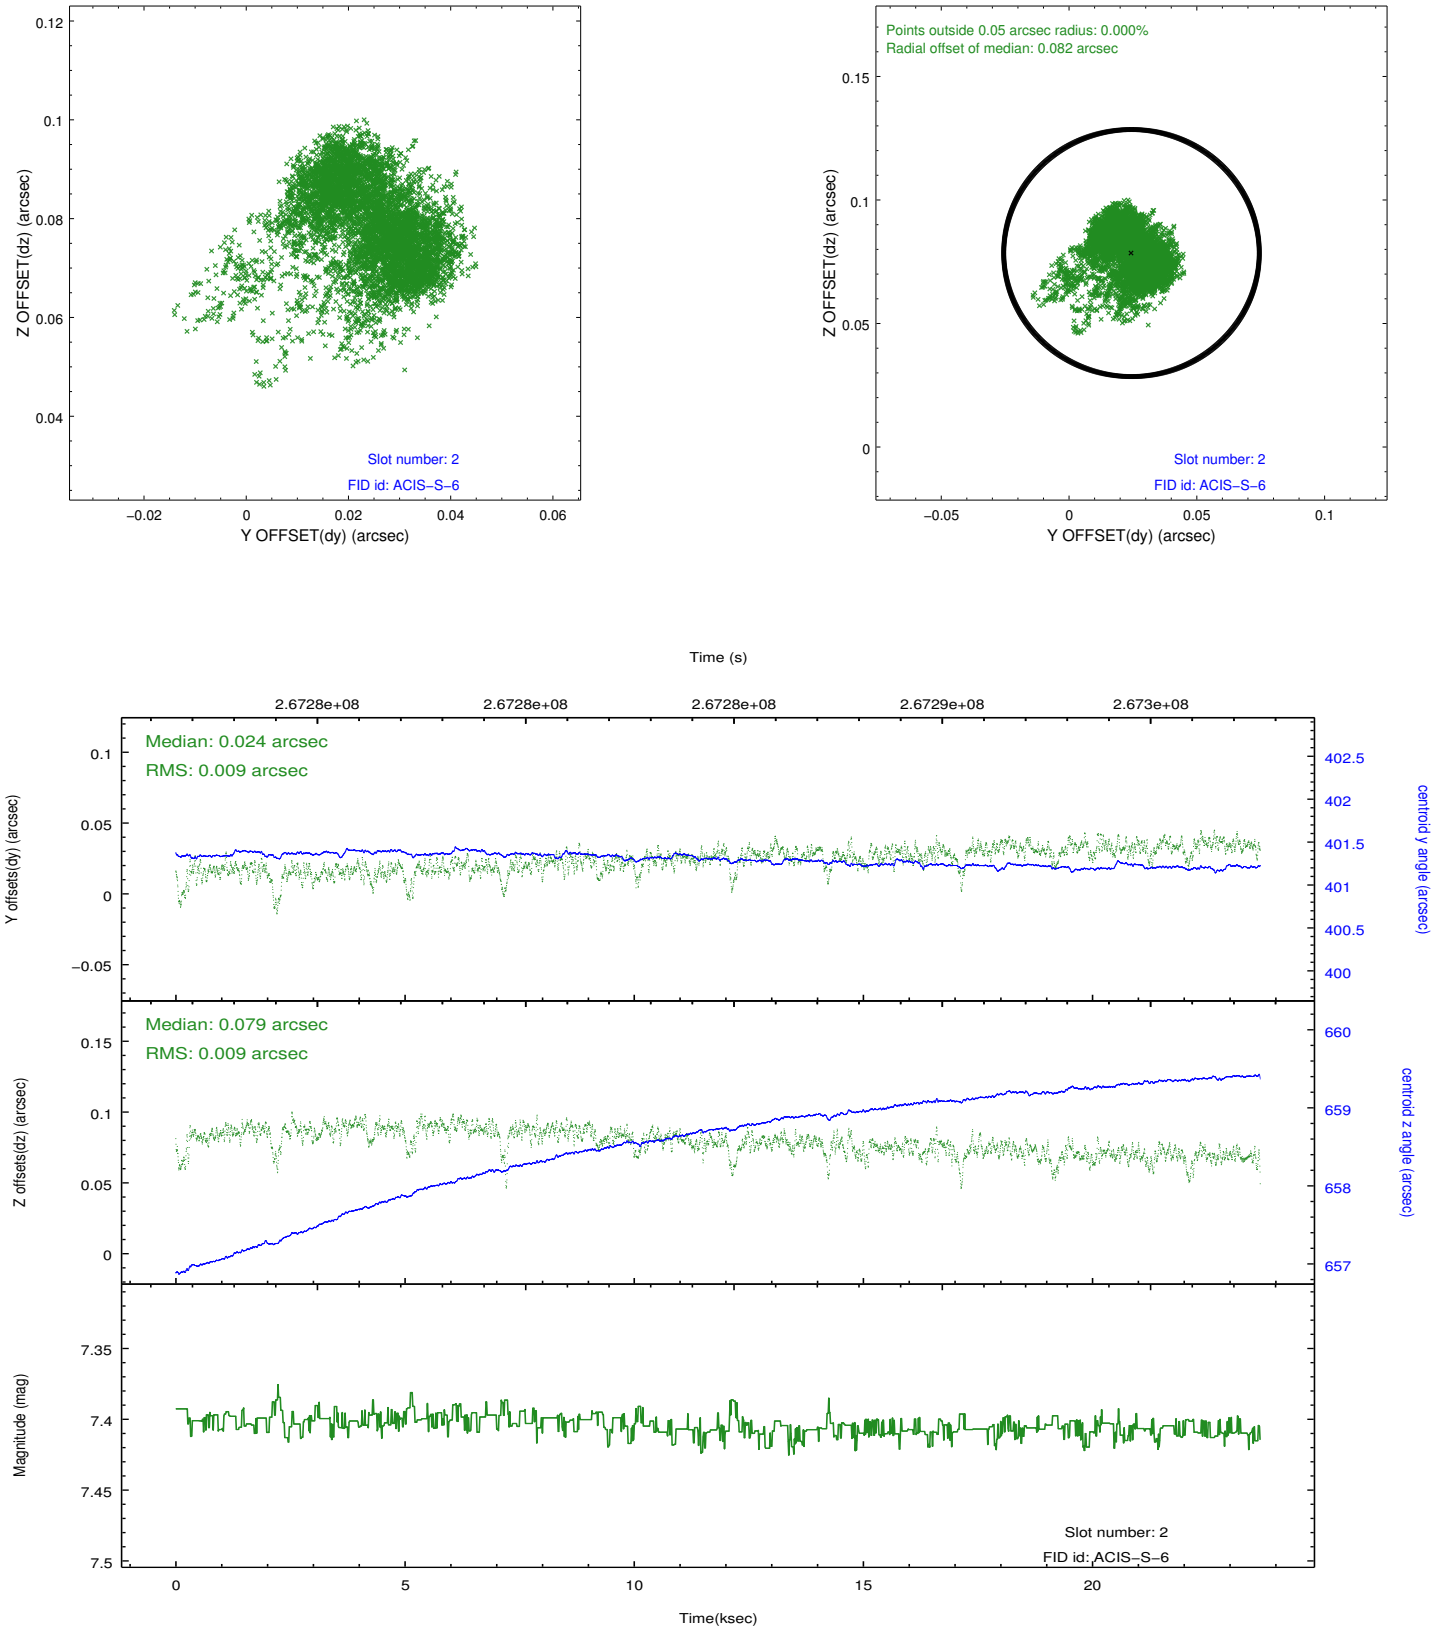 0.12
0.1
0.08
0.06
0.04
Z OFFSET(dz) (arcsec)
Slot number: 2
FID id: ACIS−S−6
−0.02 0 0.02 0.04 0.06
Y OFFSET(dy) (arcsec)
Points outside 0.05 arcsec radius: 0.000%
Radial offset of median: 0.082 arcsec
0.15
0.1
0.05
0
Z OFFSET(dz) (arcsec)
Slot number: 2
FID id: ACIS−S−6
−0.05 0 0.05 0.1
Y OFFSET(dy) (arcsec)
Time (s)
2.6728e+08 2.6728e+08 2.6728e+08 2.6729e+08 2.673e+08
Median: 0.024 arcsec
RMS: 0.009 arcsec
0.1
0.05
0
−0.05
Y offsets(dy) (arcsec)
402.5
402
401.5
401
400.5
400
centroid y angle (arcsec)
Median: 0.079 arcsec
RMS: 0.009 arcsec
0.15
0.1
0.05
0
Z offsets(dz) (arcsec)
660
659
658
657
centroid z angle (arcsec)
7.35
7.4
7.45
7.5
Magnitude (mag)
Slot number: 2
FID id: ACIS−S−6
0 5 10 15 20
Time(ksec)